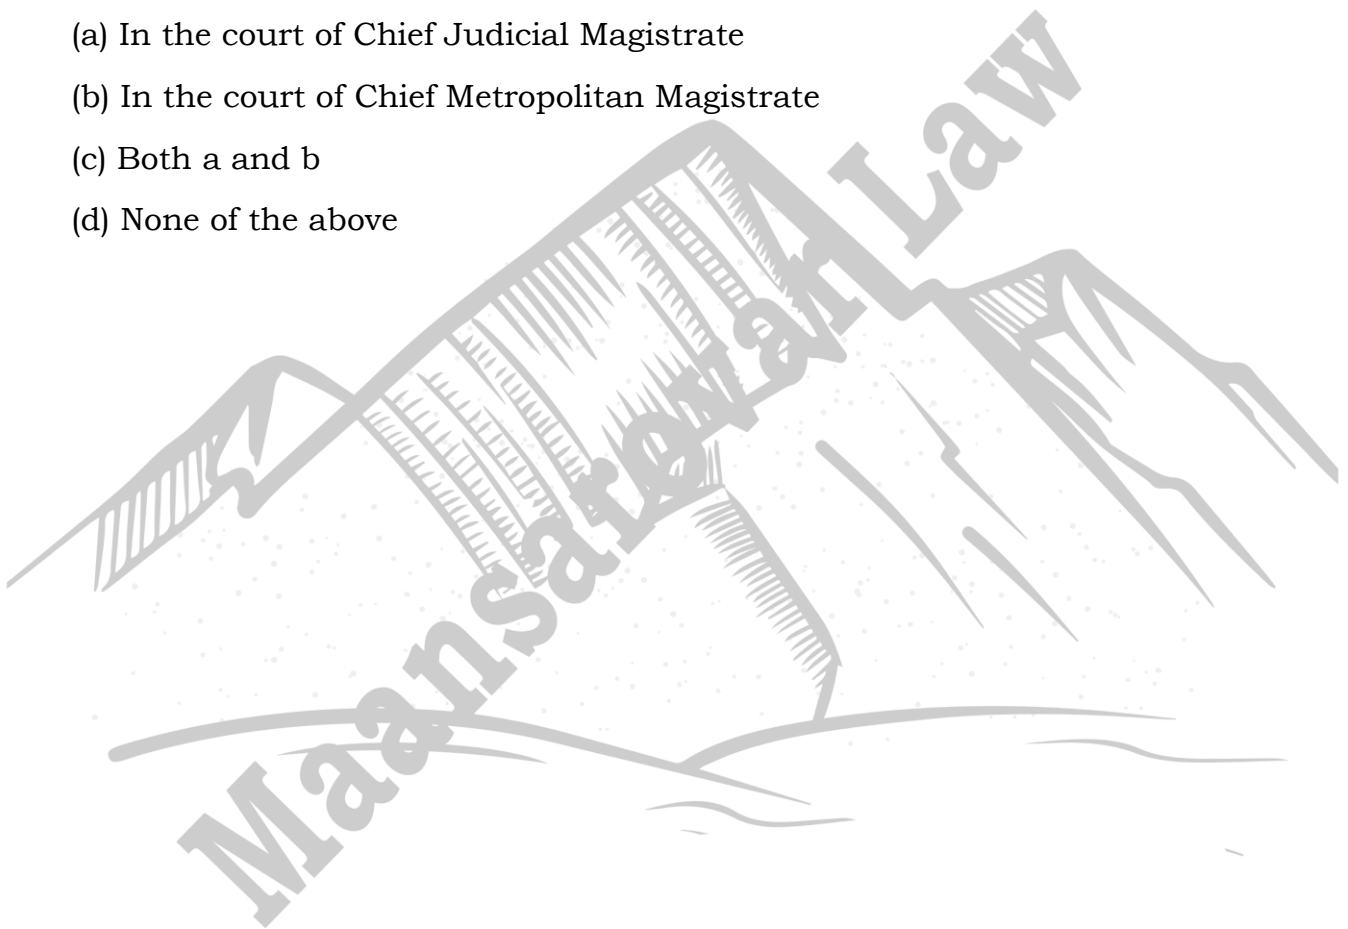 (a) In the court of Chief Judicial Magistrate
(b) In the court of Chief Metropolitan Magistrate
(c) Both a and b
(d) None of the above
Maansarovar Law